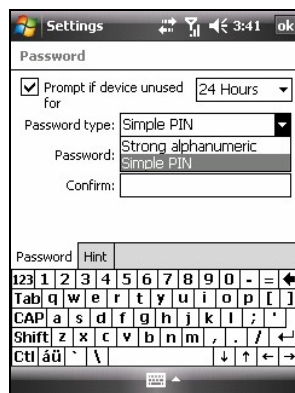 Settings 3:41 ok
Password
Prompt if device unused for 24 Hours
Password type: Simple PIN
Strong alphanumeric
Simple PIN
Password:
Confirm:
Password Hint
123 1 2 3 4 5 6 7 8 9 0 - =
Tab q w e r t y u i o p [ ]
CAP a s d f g h j k l ; '
Shift z x c v b n m , . /
Ctl áü ` \